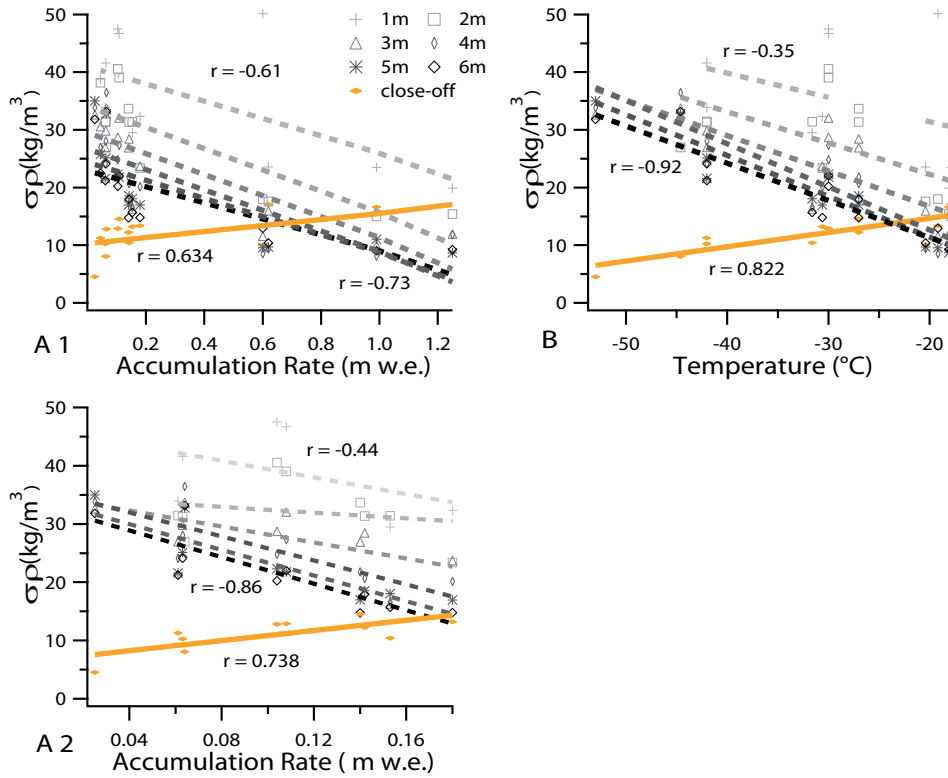 1m 2m
3m 4m
5m 6m
close-off
50
40
30
20
10
0
σρ(kg/m³)
r = -0.61
r = 0.634
r = -0.73
0.2 0.4 0.6 0.8 1.0 1.2
A 1
Accumulation Rate (m w.e.)
50
40
30
20
10
0
σρ(kg/m³)
r = -0.35
r = -0.92
r = 0.822
-50 -40 -30 -20
B
Temperature (°C)
50
40
30
20
10
0
σρ(kg/m³)
r = -0.44
r = -0.86
r = 0.738
0.04 0.08 0.12 0.16
A 2
Accumulation Rate ( m w.e.)